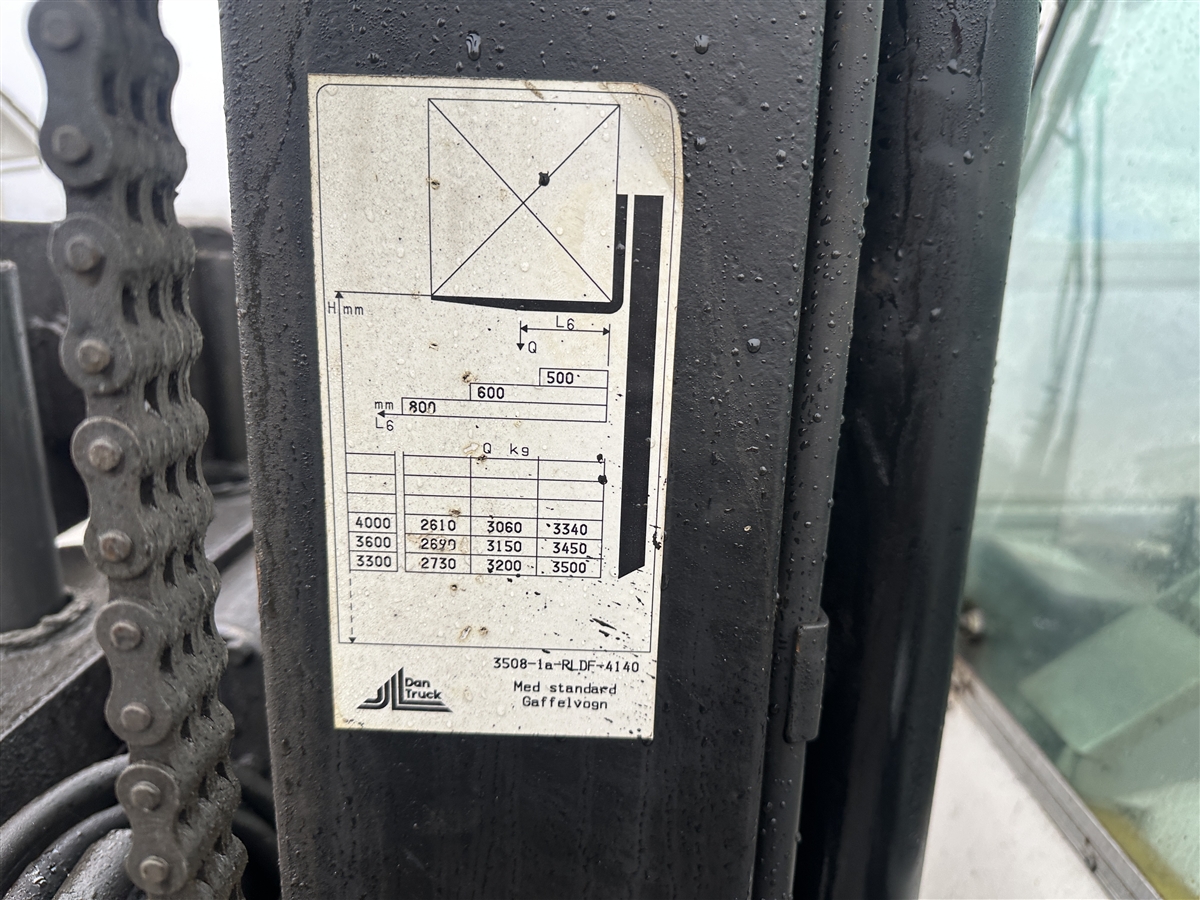 H mm
L6
Q
500
600
mm 800
L6
Q kg
4000 2610 3060 3340
3600 2690 3150 3450
3300 2730 3200 3500
3508-1a-RLDF-4140
Dan
Truck
Med standard
Gaffelvogn